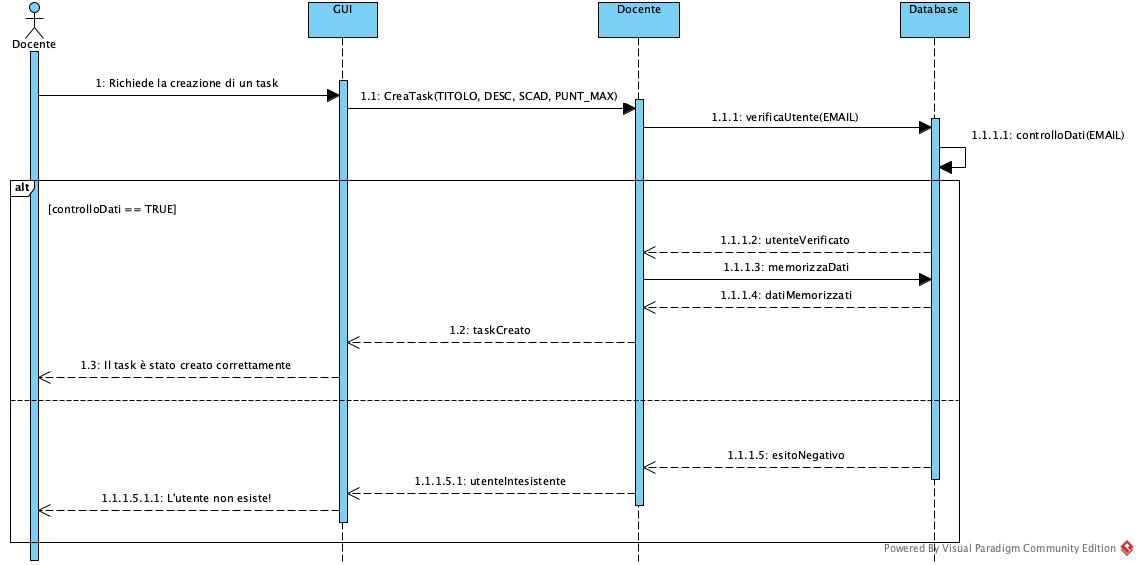 GUI
Docente
Database
Docente
1: Richiede la creazione di un task
1.1: CreaTask(TITOLO, DESC, SCAD, PUNT_MAX)
1.1.1: verificaUtente(EMAIL)
1.1.1.1: controlloDati(EMAIL)
alt
[controlloDati == TRUE]
1.1.1.2: utenteVerificato
1.1.1.3: memorizzaDati
1.1.1.4: datiMemorizzati
1.2: taskCreato
1.3: Il task è stato creato correttamente
1.1.1.5: esitoNegativo
1.1.1.5.1: utenteIntesistente
1.1.1.5.1.1: L'utente non esiste!
Powered By Visual Paradigm Community Edition